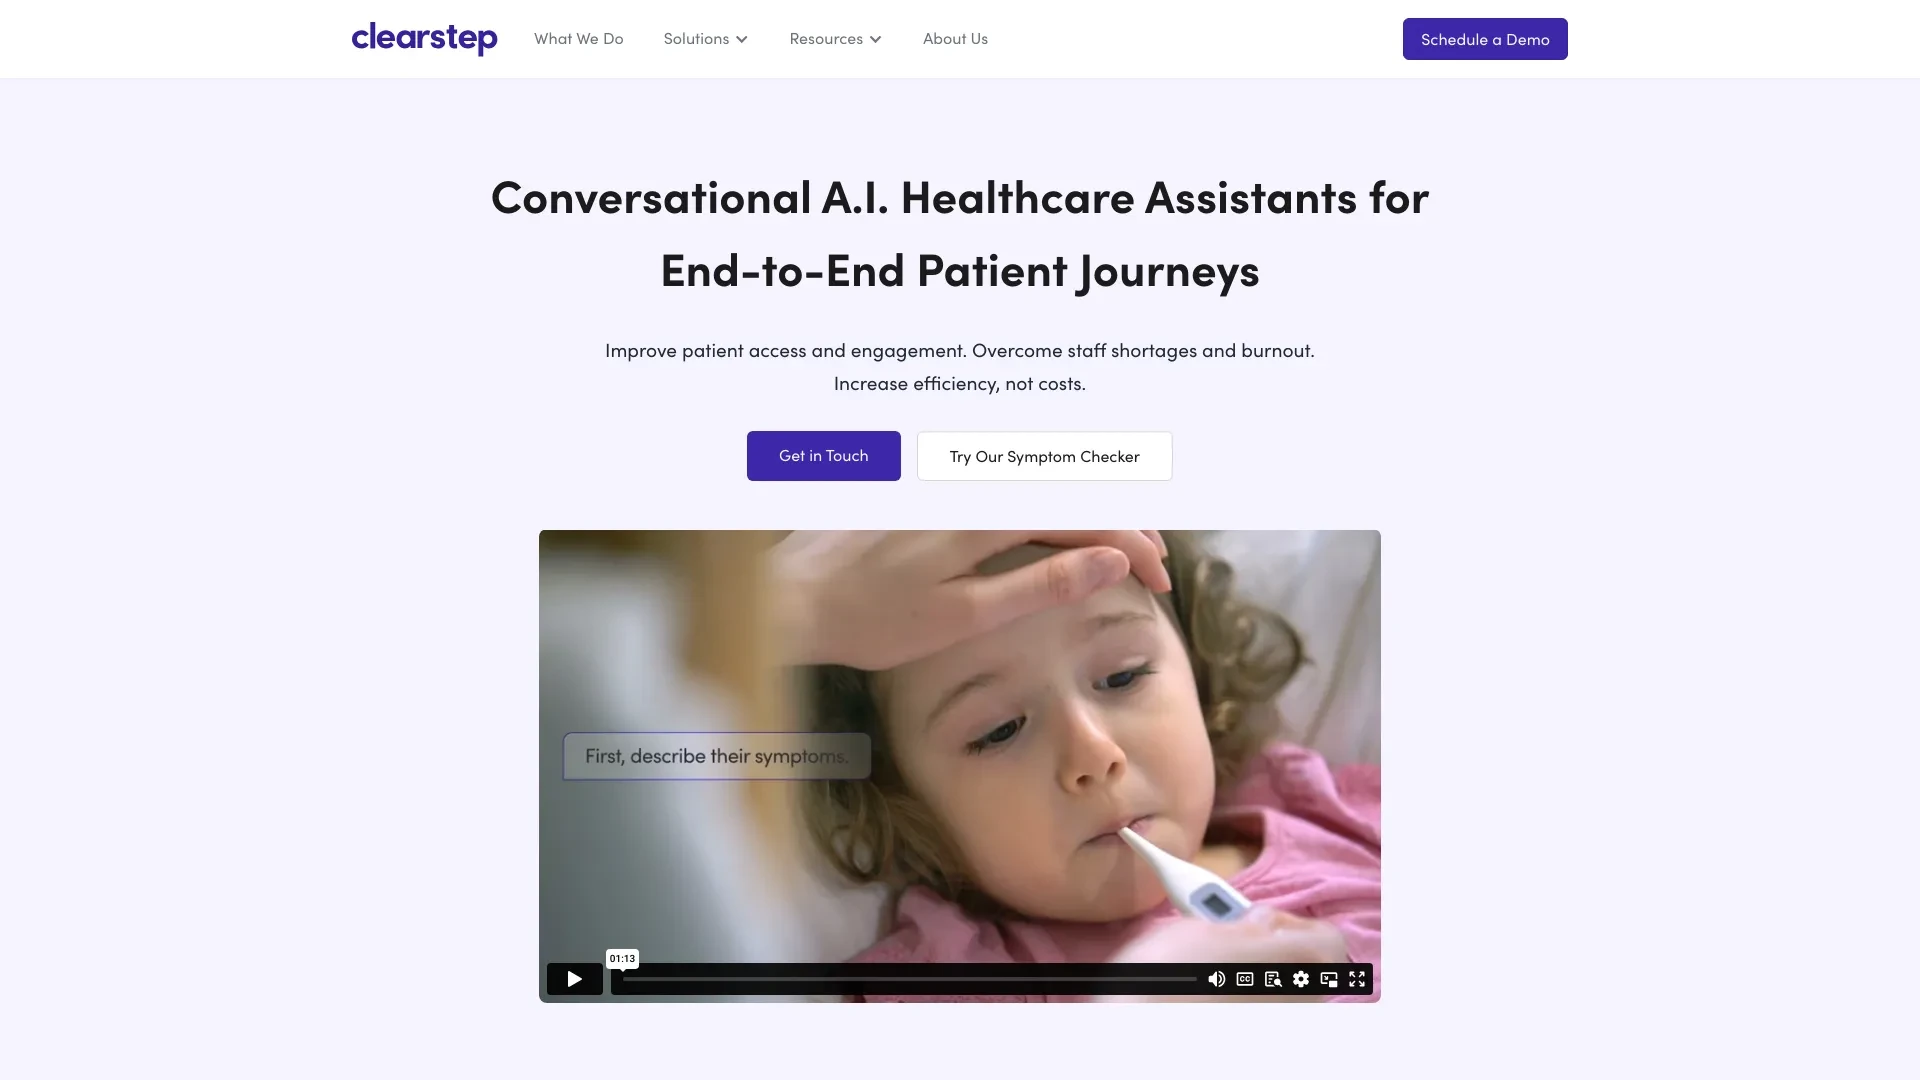 clearstep
What We Do
Solutions
Resources
About Us
Schedule a Demo
Conversational A.I. Healthcare Assistants for
End-to-End Patient Journeys
Improve patient access and engagement. Overcome staff shortages and burnout.
Increase efficiency, not costs.
Get in Touch
Try Our Symptom Checker
First, describe their symptoms.
01:13
CC